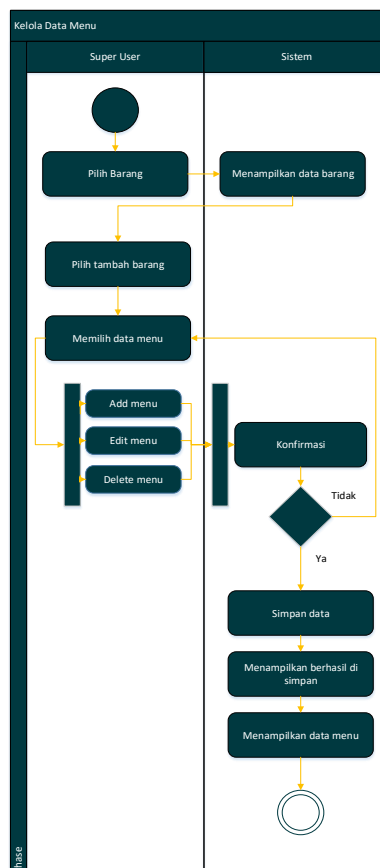 Kelola Data Menu
Super User
Sistem
Pilih Barang
Menampilkan data barang
Pilih tambah barang
Memilih data menu
Add menu
Edit menu
Delete menu
Konfirmasi
Tidak
Ya
Simpan data
Menampilkan berhasil di
simpan
Menampilkan data menu
hase